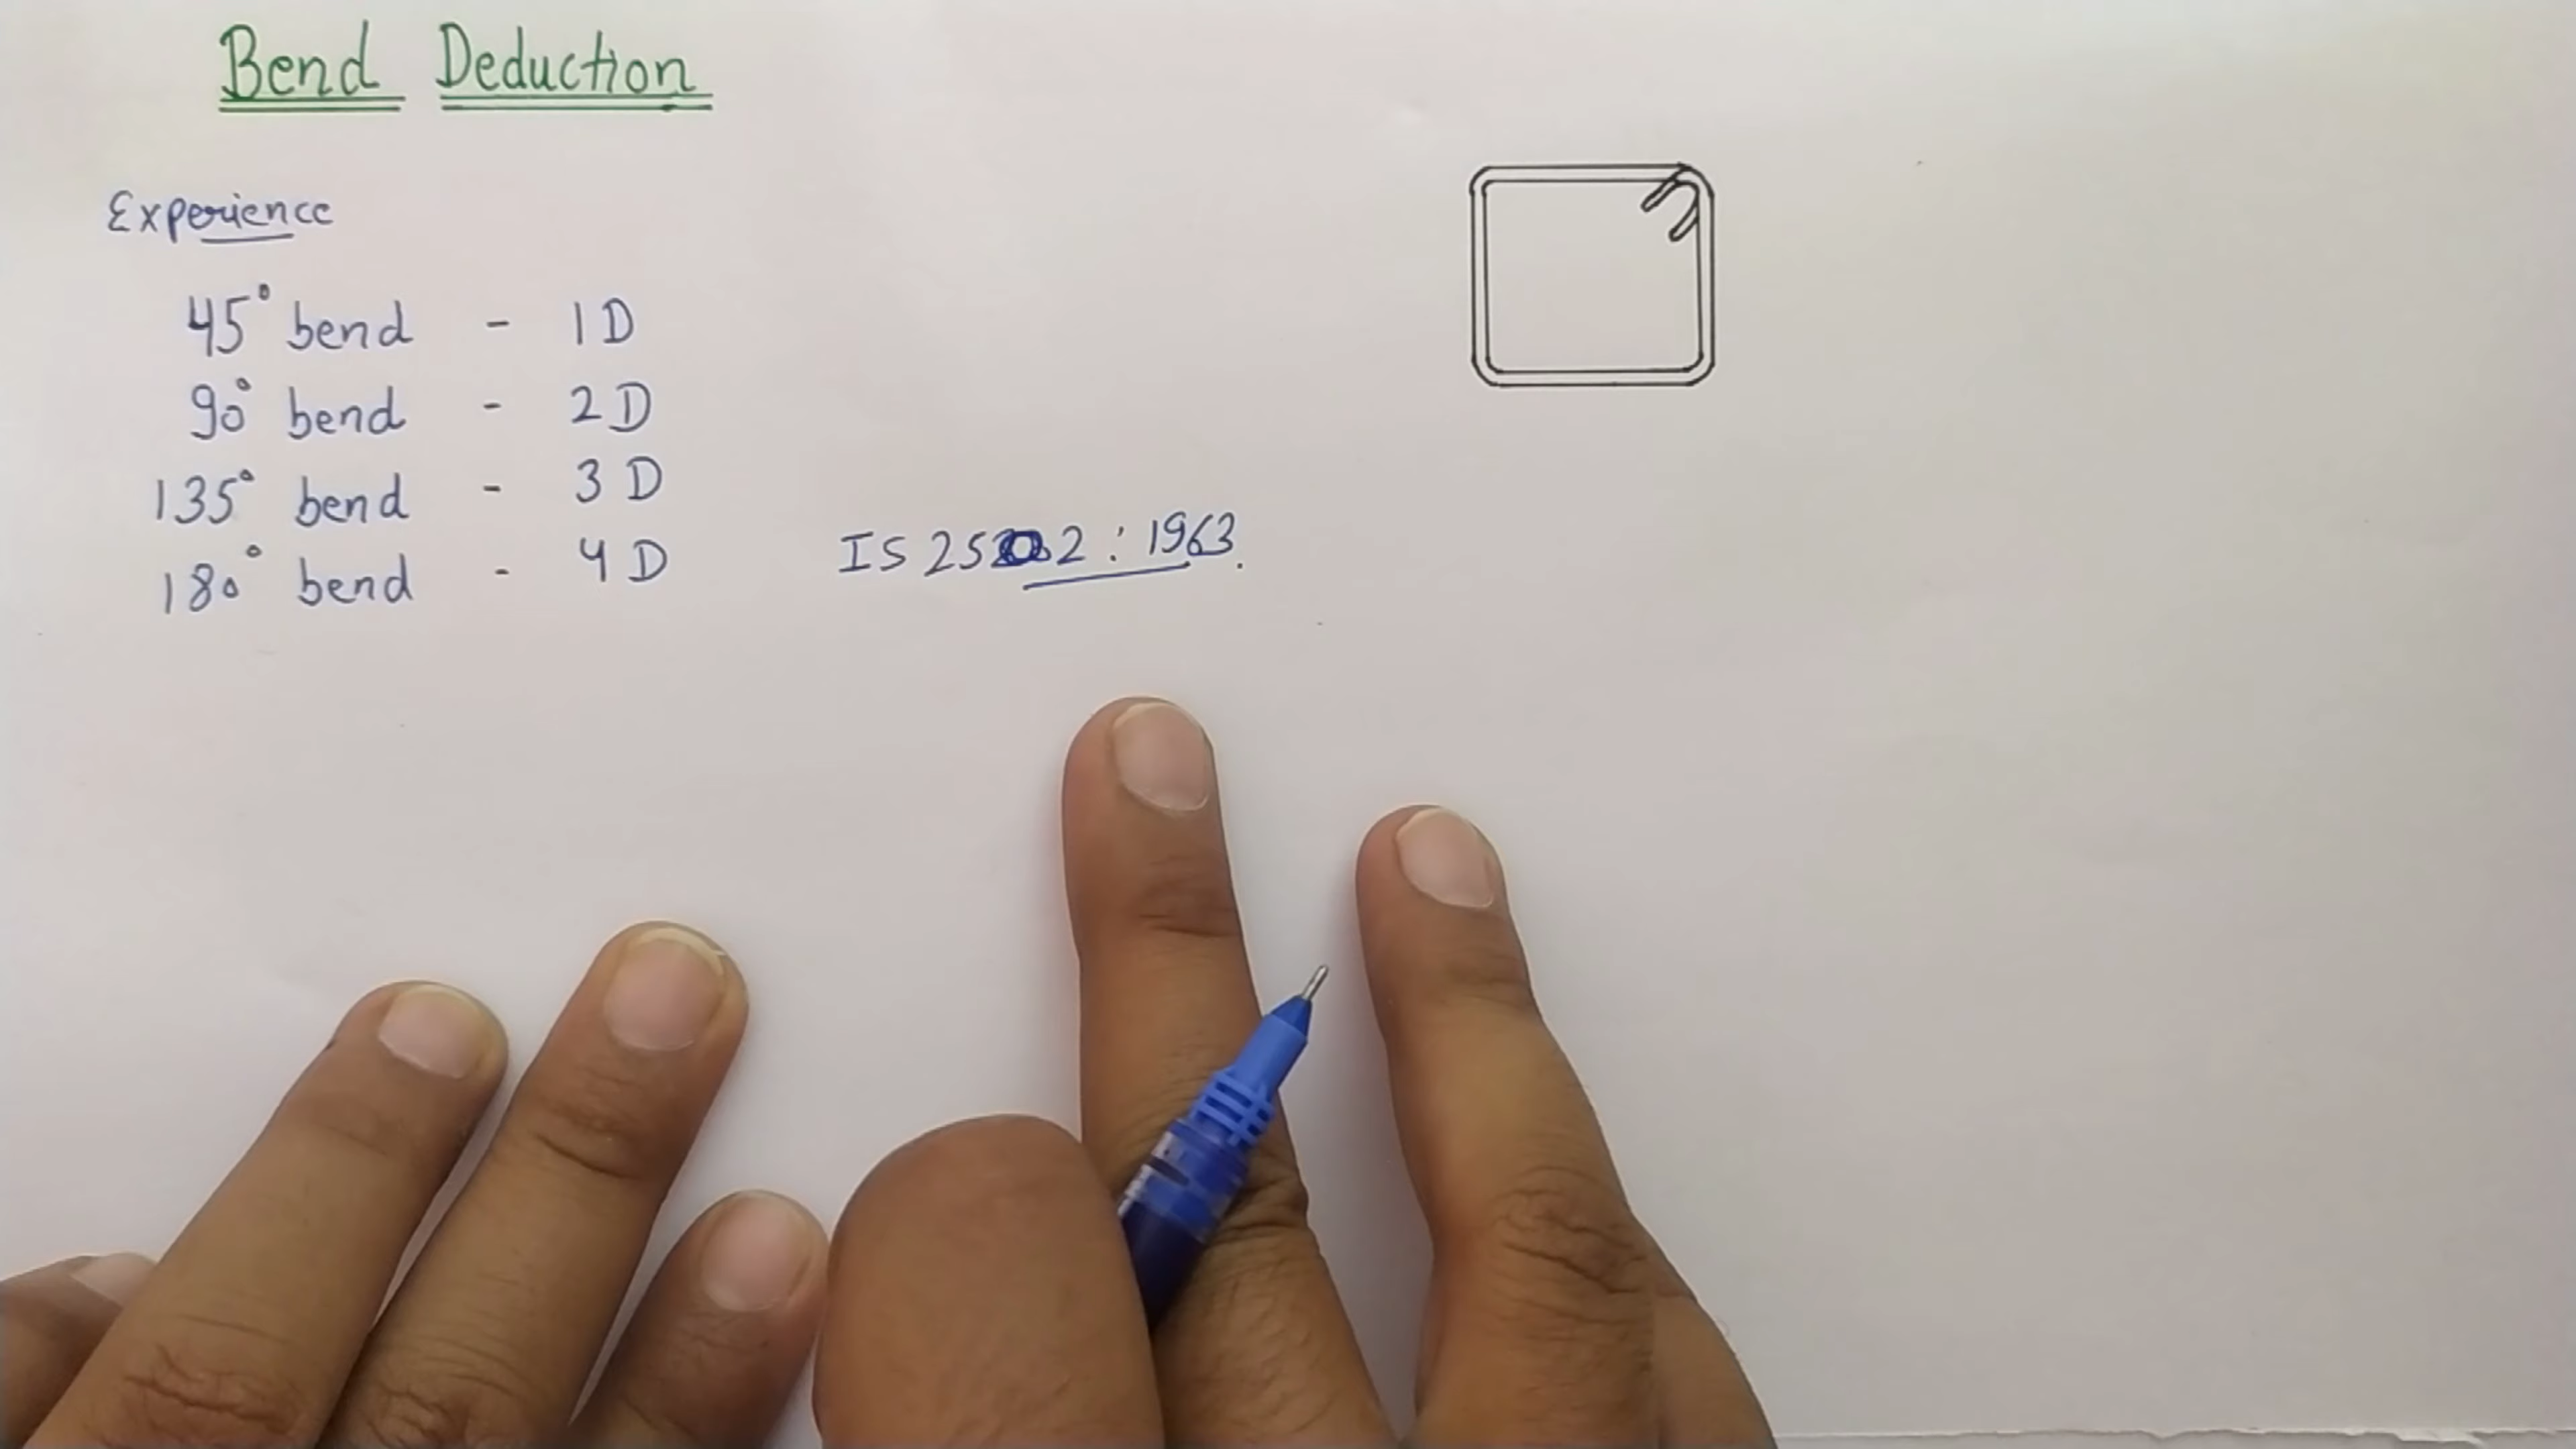 Bend Deduction
Experience
45° bend - 1D
90° bend - 2D
135° bend - 3D
180° bend - 4D
IS 2502 : 1963.